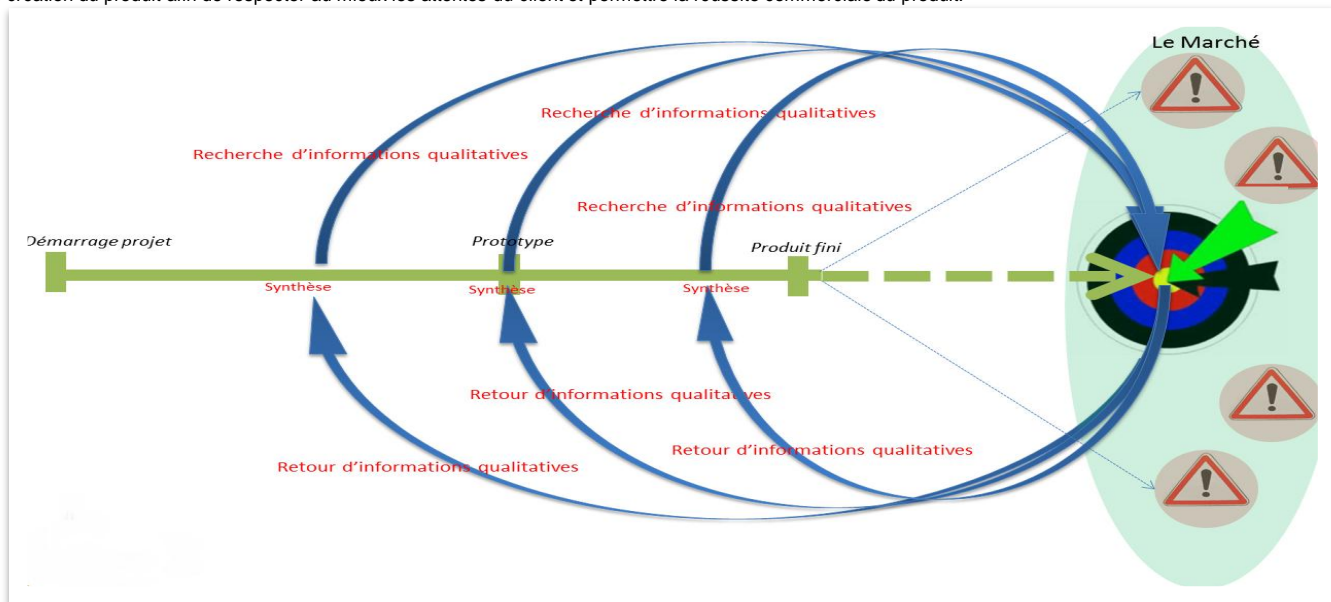 création du produit afin de respecter au mieux les attentes du client et permettre la réussite commerciale du produit.
Le Marché
Recherche d'informations qualitatives
Recherche d'informations qualitatives
Recherche d'informations qualitatives
Démarrage projet
Prototype
Produit fini
Synthèse
Synthèse
Synthèse
Retour d'informations qualitatives
Retour d'informations qualitatives
Retour d'informations qualitatives